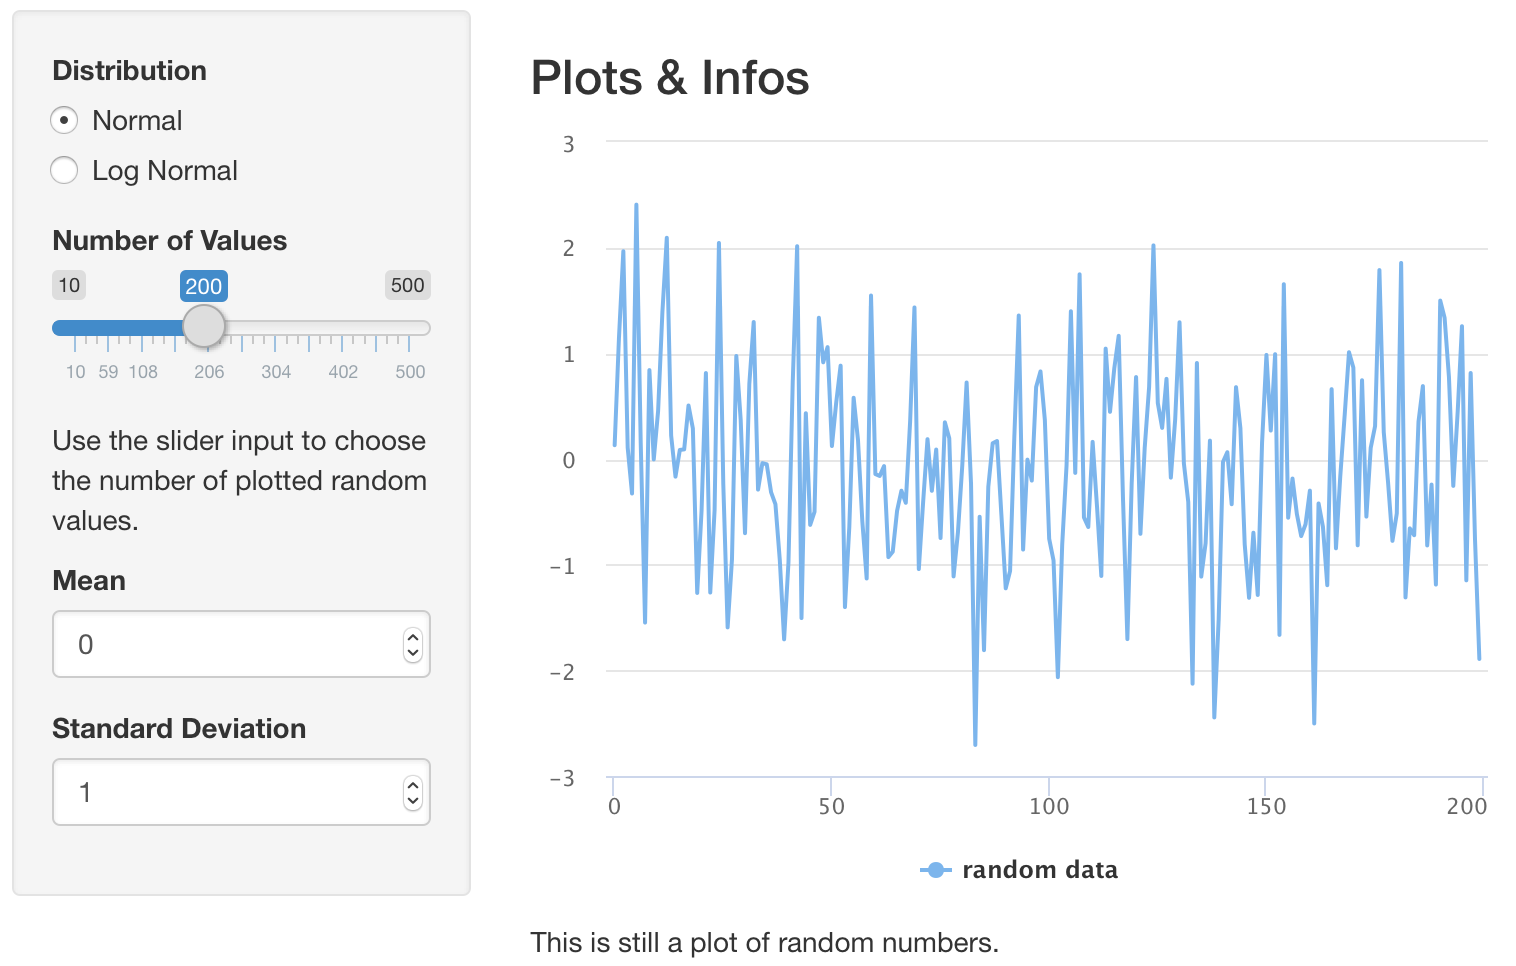 Distribution
Normal
Log Normal
Number of Values
10 200 500
10 59 108 206 304 402 500
Use the slider input to choose
the number of plotted random
values.
Mean
0
Standard Deviation
1
Plots & Infos
3
2
1
0
−1
−2
−3
0 50 100 150 200
random data
This is still a plot of random numbers.